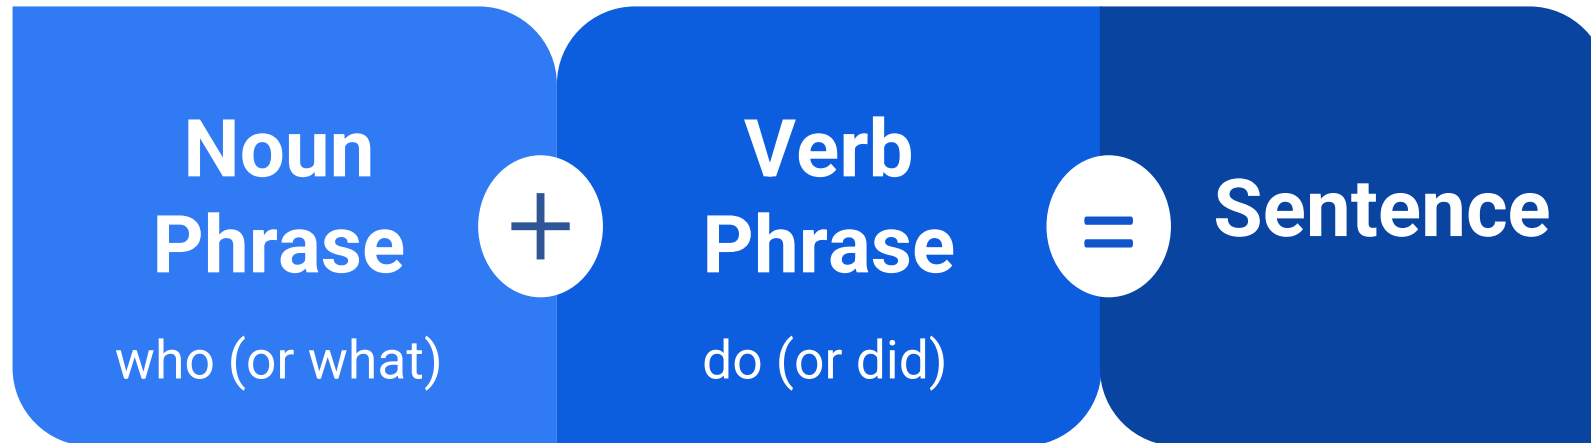 Noun
Phrase
who (or what)
+
Verb
Phrase
do (or did)
=
Sentence